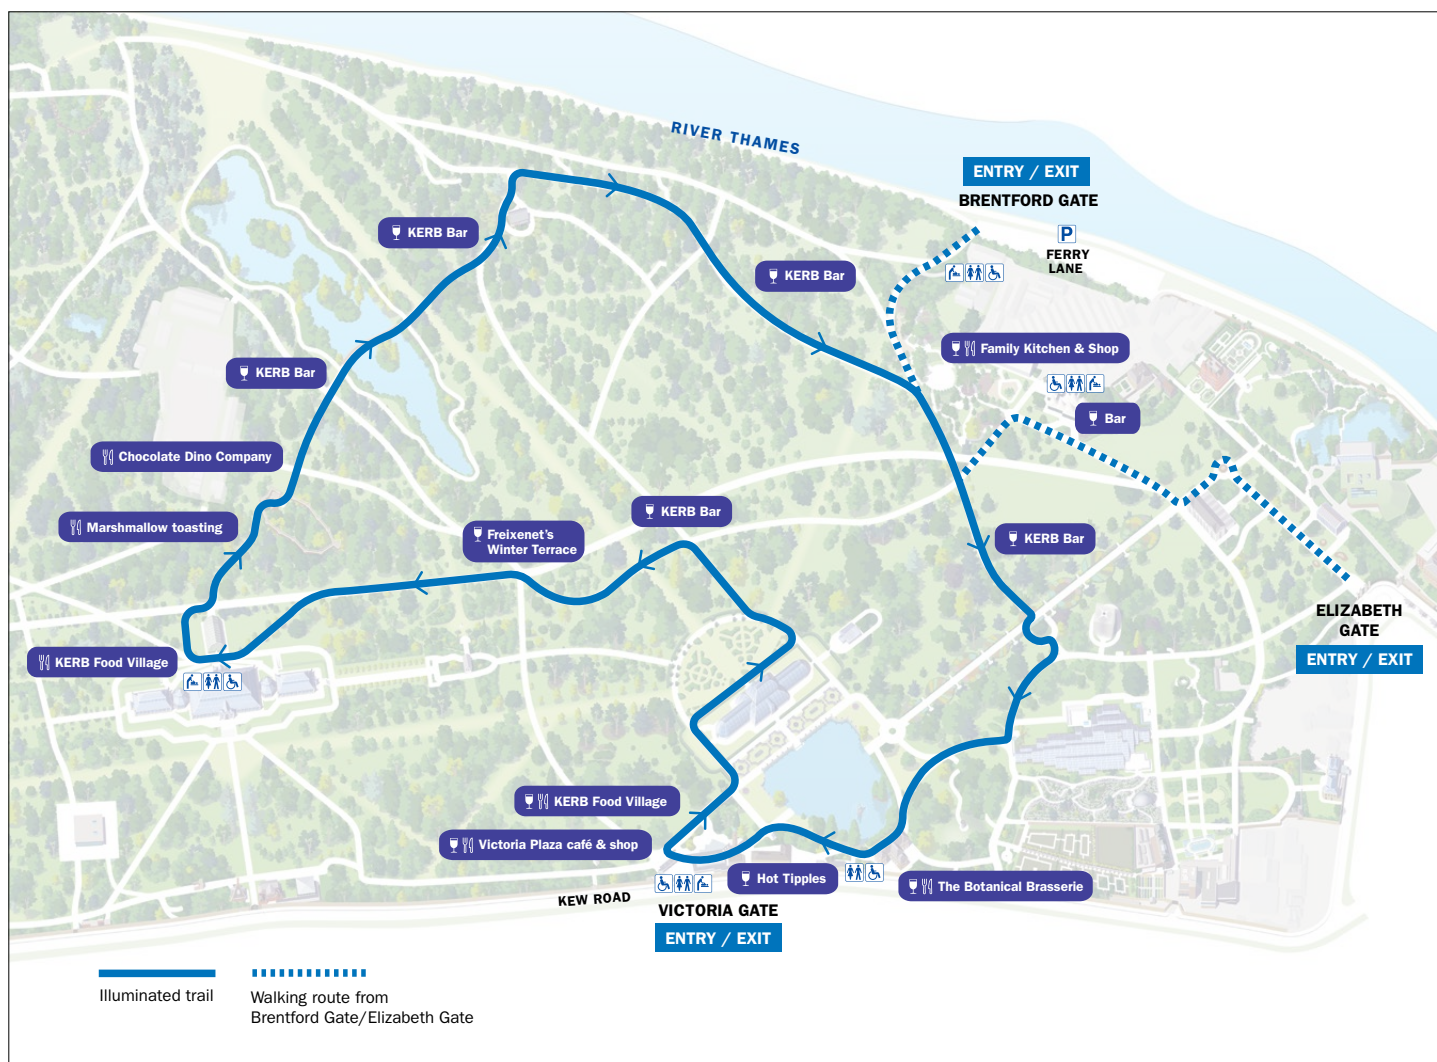 RIVER THAMES
ENTRY / EXIT
BRENTFORD GATE
P
FERRY
LANE
KERB Bar
KERB Bar
Family Kitchen & Shop
KERB Bar
Bar
Chocolate Dino Company
Marshmallow toasting
KERB Bar
Freixenet's
Winter Terrace
KERB Bar
ELIZABETH
GATE
ENTRY / EXIT
KERB Food Village
KERB Food Village
Victoria Plaza café & shop
Hot Tipples
The Botanical Brasserie
KEW ROAD
VICTORIA GATE
ENTRY / EXIT
Illuminated trail
Walking route from
Brentford Gate/Elizabeth Gate